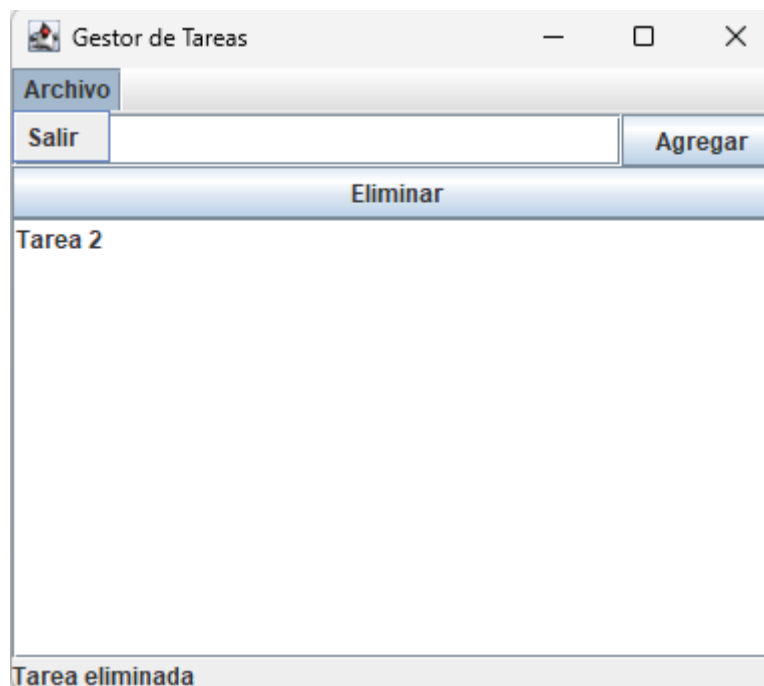 Gestor de Tareas
Archivo
Salir
Agregar
Eliminar
Tarea 2
Tarea eliminada